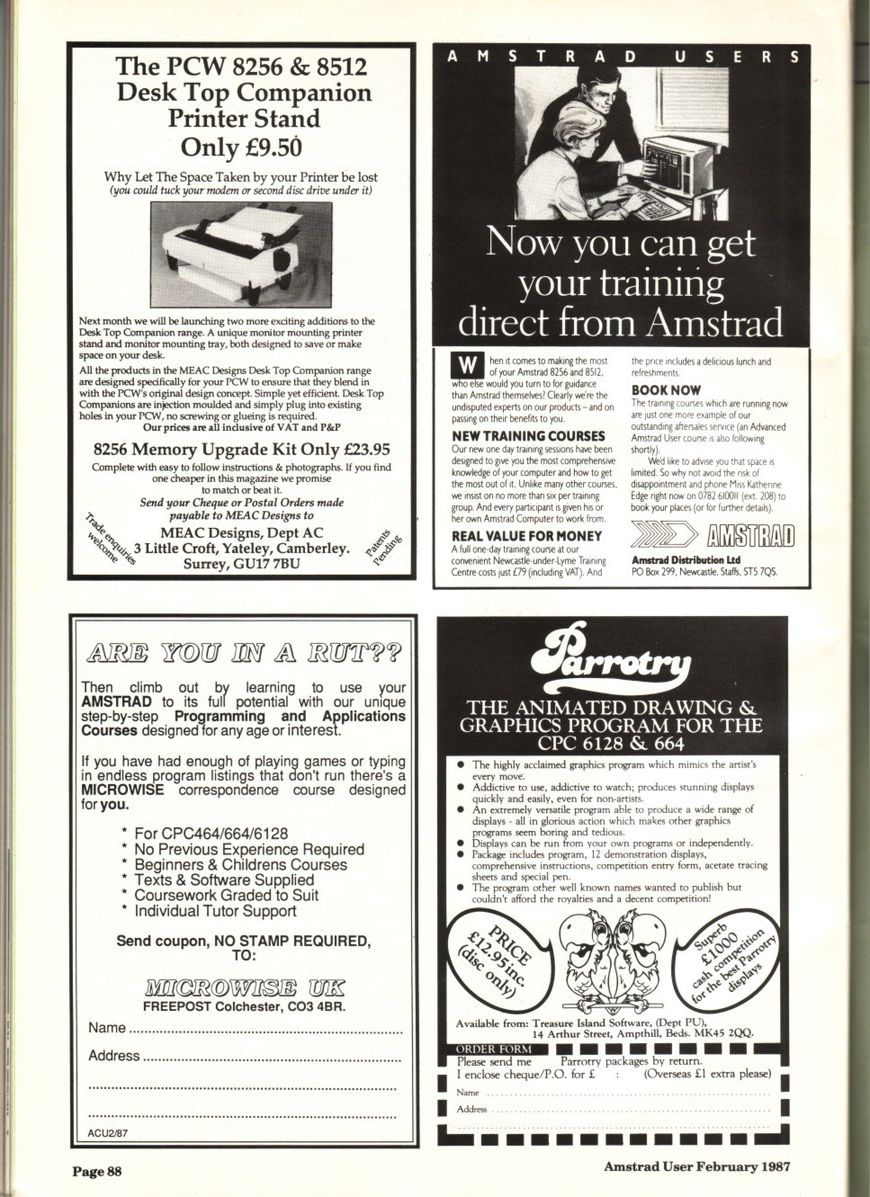 The PCW 8256 & 8512
Desk Top Companion
Printer Stand
Only £9.50
Why Let The Space Taken by your Printer be lost
(you could tuck your modem or second disc drive under it)
Next month we will be launching two more exciting additions to the
Desk Top Companion range. A unique monitor mounting printer
stand and monitor mounting tray, both designed to save or make
space on your desk.
All the products in the MEAC Designs Desk Top Companion range
are designed specifically for your PCW to ensure that they blend in
with the PCW's original design concept. Simple yet efficient. Desk Top
Companions are injection moulded and simply plug into existing
holes in your PCW, no screwing or glueing is required.
Our prices are all inclusive of VAT and P&P
8256 Memory Upgrade Kit Only £23.95
Complete with easy to follow instructions & photographs. If you find
one cheaper in this magazine we promise
to match or beat it.
Send your Cheque or Postal Orders made
payable to MEAC Designs to
Trade enquiries
welcome
MEAC Designs, Dept AC
3 Little Croft, Yateley, Camberley.
Surrey, GU17 7BU
Patents
Pending
AMSTRAD USERS
Now you can get
your training
direct from Amstrad
When it comes to making the most
of your Amstrad 8256 and 8512,
who else would you turn to for guidance
than Amstrad themselves? Clearly we're the
undisputed experts on our products – and on
passing on their benefits to you.
NEW TRAINING COURSES
Our new one day training sessions have been
designed to give you the most comprehensive
knowledge of your computer and how to get
the most out of it. Unlike many other courses,
we insist on no more than six per training
group. And every participant is given his or
her own Amstrad Computer to work from.
REAL VALUE FOR MONEY
A full one-day training course at our
convenient Newcastle-under-Lyme Training
Centre costs just £79 (including VAT). And
the price includes a delicious lunch and
refreshments.
BOOK NOW
The training courses which are running now
are just one more example of our
outstanding aftersales service (an Advanced
Amstrad User course is also following
shortly).
We'd like to advise you that space is
limited. So why not avoid the risk of
disappointment and phone Miss Katherine
Edge right now on 0782 610011 (ext. 208) to
book your places (or for further details).
AMSTRAD
Amstrad Distribution Ltd
PO Box 299, Newcastle, Staffs, ST5 7QS.
ARE YOU IN A RUT??
Then climb out by learning to use your
AMSTRAD to its full potential with our unique
step-by-step Programming and Applications
Courses designed for any age or interest.
If you have had enough of playing games or typing
in endless program listings that don't run there's a
MICROWISE correspondence course designed
for you.
* For CPC464/664/6128
* No Previous Experience Required
* Beginners & Childrens Courses
* Texts & Software Supplied
* Coursework Graded to Suit
* Individual Tutor Support
Send coupon, NO STAMP REQUIRED,
TO:
MICROWISE UK
FREEPOST Colchester, CO3 4BR.
Name
Address
ACU2/87
Parrotry
THE ANIMATED DRAWING &
GRAPHICS PROGRAM FOR THE
CPC 6128 & 664
● The highly acclaimed graphics program which mimics the artist's
every move.
● Addictive to use, addictive to watch; produces stunning displays
quickly and easily, even for non-artists.
● An extremely versatile program able to produce a wide range of
displays - all in glorious action which makes other graphics
programs seem boring and tedious.
● Displays can be run from your own programs or independently.
● Package includes program, 12 demonstration displays,
comprehensive instructions, competition entry form, acetate tracing
sheets and special pen.
● The program other well known names wanted to publish but
couldn't afford the royalties and a decent competition!
PRICE
£12.95 inc.
(disc only)
Superb
£1000
cash competition
for the best Parrotry
displays
Available from: Treasure Island Software, (Dept PU),
14 Arthur Street, Ampthill, Beds. MK45 2QQ.
ORDER FORM
Please send me Parrotry packages by return.
I enclose cheque/P.O. for £ : (Overseas £1 extra please)
Name
Address
Page 88
Amstrad User February 1987